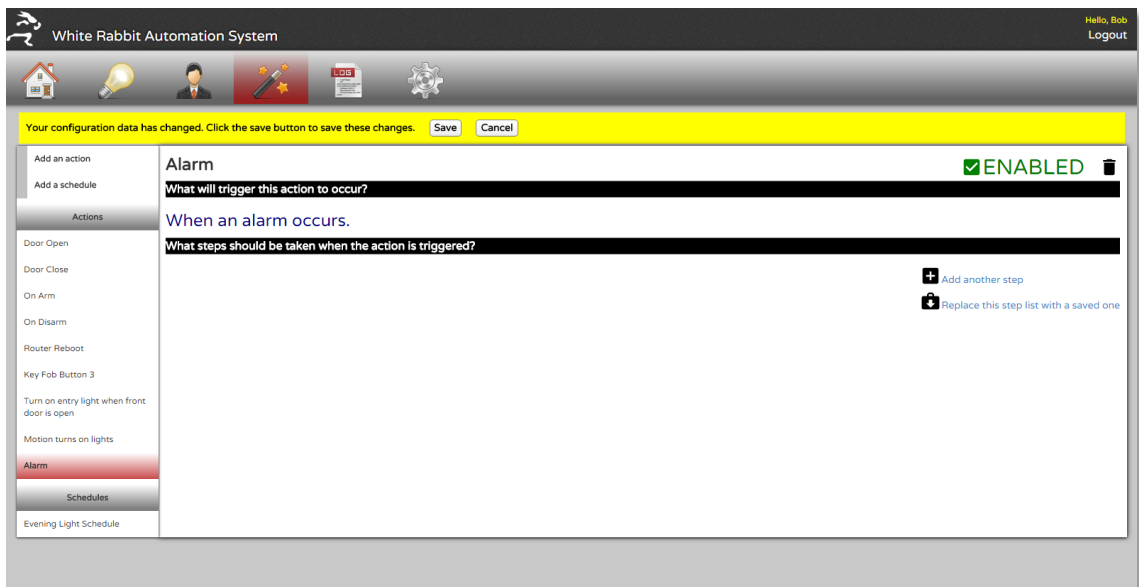 Hello, Bob
White Rabbit Automation System
Logout
LOG
Your configuration data has changed. Click the save button to save these changes. Save Cancel
Add an action
Add a schedule
Actions
Door Open
Door Close
On Arm
On Disarm
Router Reboot
Key Fob Button 3
Turn on entry light when front
door is open
Motion turns on lights
Alarm
Schedules
Evening Light Schedule
Alarm
ENABLED
What will trigger this action to occur?
When an alarm occurs.
What steps should be taken when the action is triggered?
Add another step
Replace this step list with a saved one